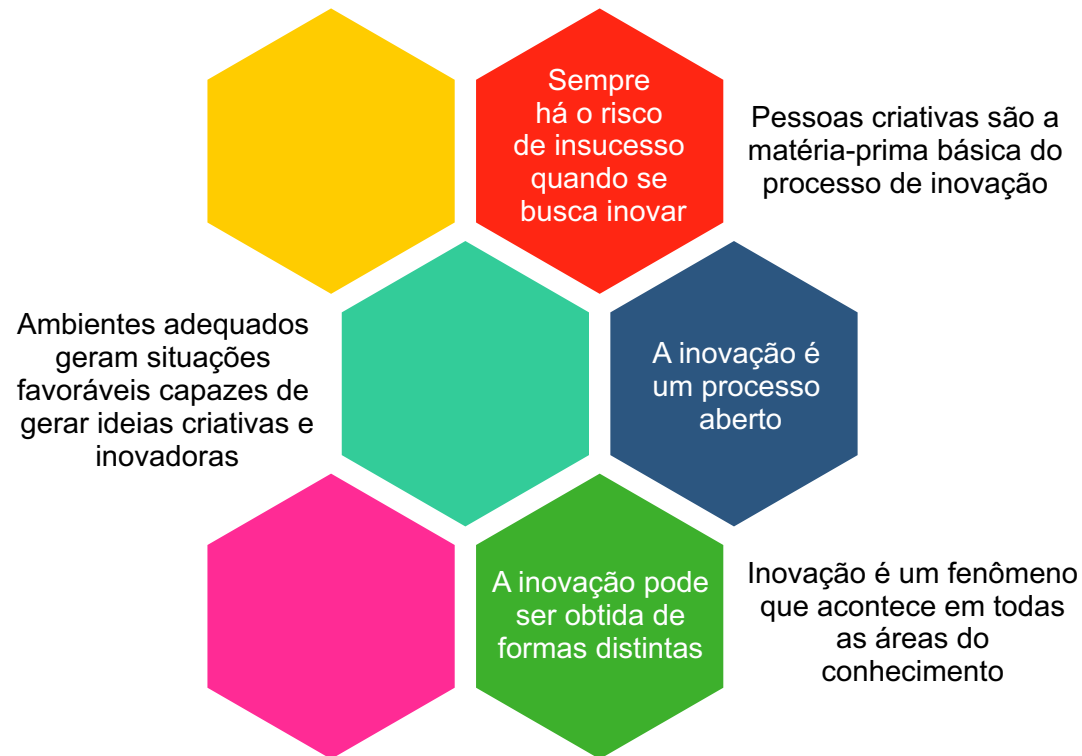 Sempre
há o risco
de insucesso
quando se
busca inovar
Pessoas criativas são a
matéria-prima básica do
processo de inovação
Ambientes adequados
geram situações
favoráveis capazes de
gerar ideias criativas e
inovadoras
A inovação é
um processo
aberto
A inovação pode
ser obtida de
formas distintas
Inovação é um fenômeno
que acontece em todas
as áreas do
conhecimento